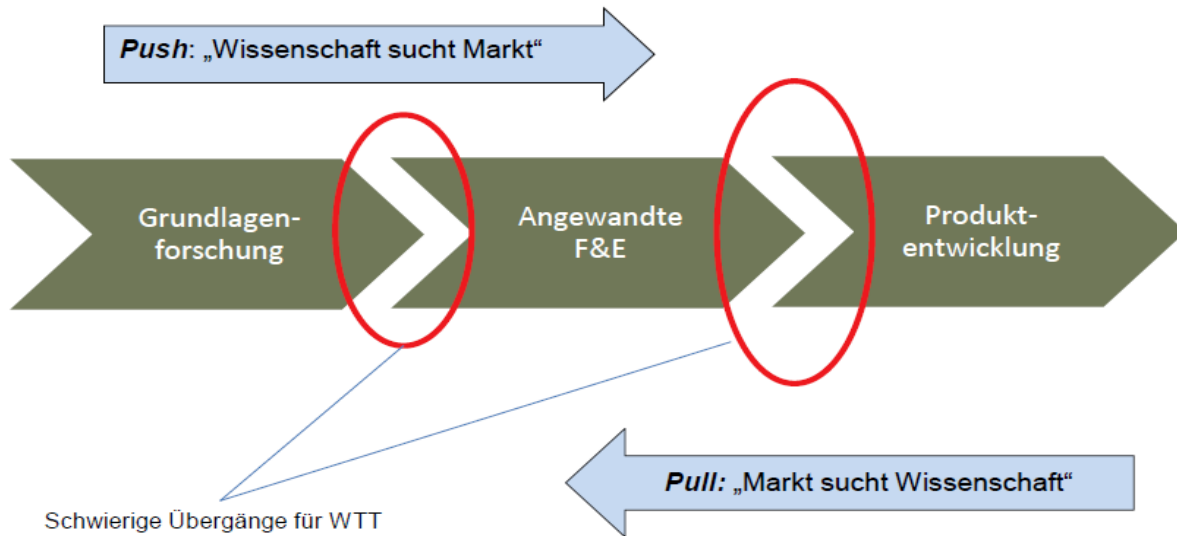 Push: „Wissenschaft sucht Markt“
Grundlagen-
forschung
Angewandte
F&E
Produkt-
entwicklung
Pull: „Markt sucht Wissenschaft“
Schwierige Übergänge für WTT